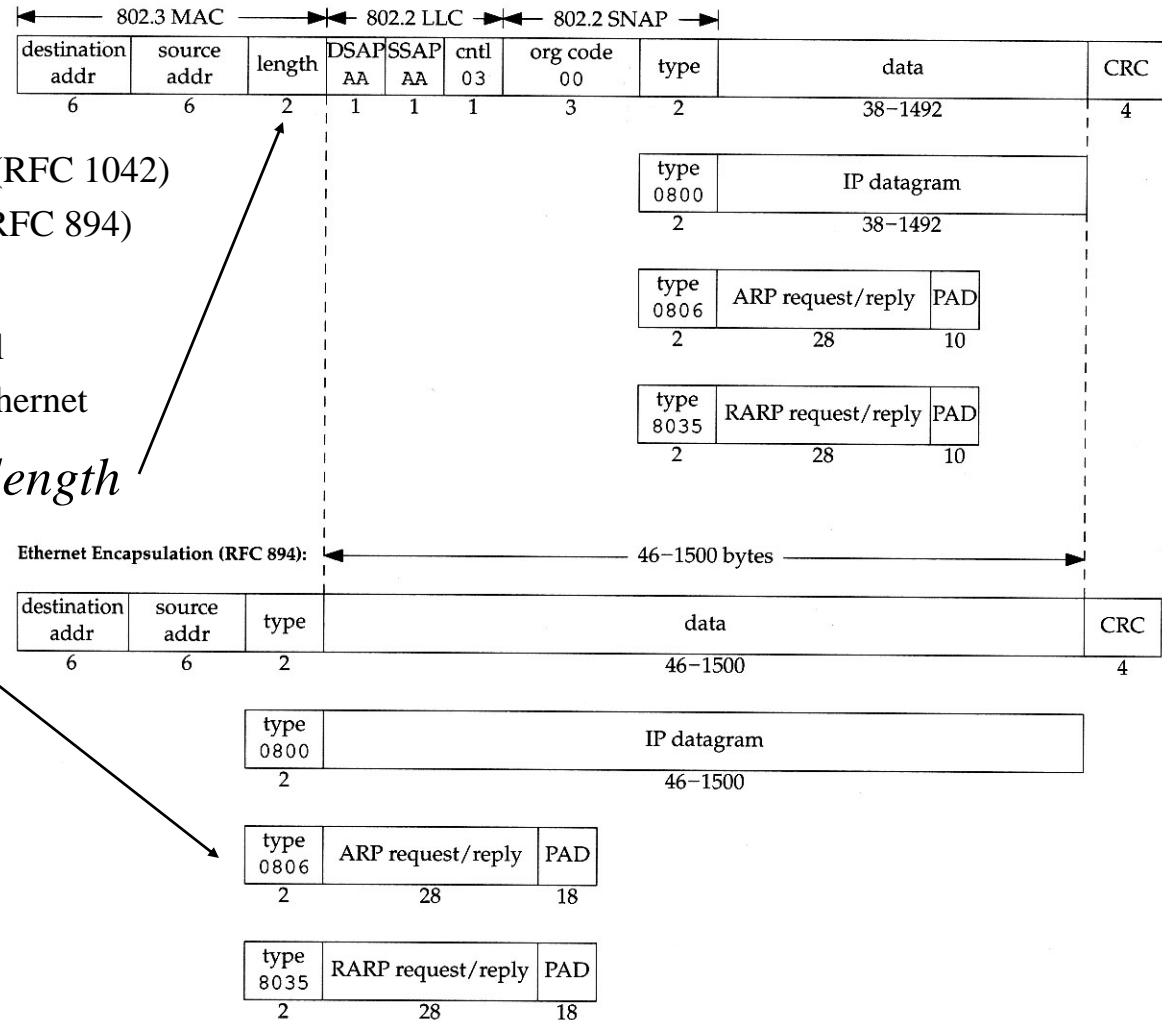 802.3 MAC 802.2 LLC 802.2 SNAP
destination addr source addr length DSAP AA SSAP AA cntl 03 org code 00 type data CRC
6 6 2 1 1 1 3 2 38-1492 4
(RFC 1042)
RFC 894)
type 0800 IP datagram
2 38-1492
type 0806 ARP request/reply PAD
2 28 10
hernet
type 8035 RARP request/reply PAD
2 28 10
length
Ethernet Encapsulation (RFC 894): 46-1500 bytes
destination addr source addr type data CRC
6 6 2 46-1500 4
type 0800 IP datagram
2 46-1500
type 0806 ARP request/reply PAD
2 28 18
type 8035 RARP request/reply PAD
2 28 18